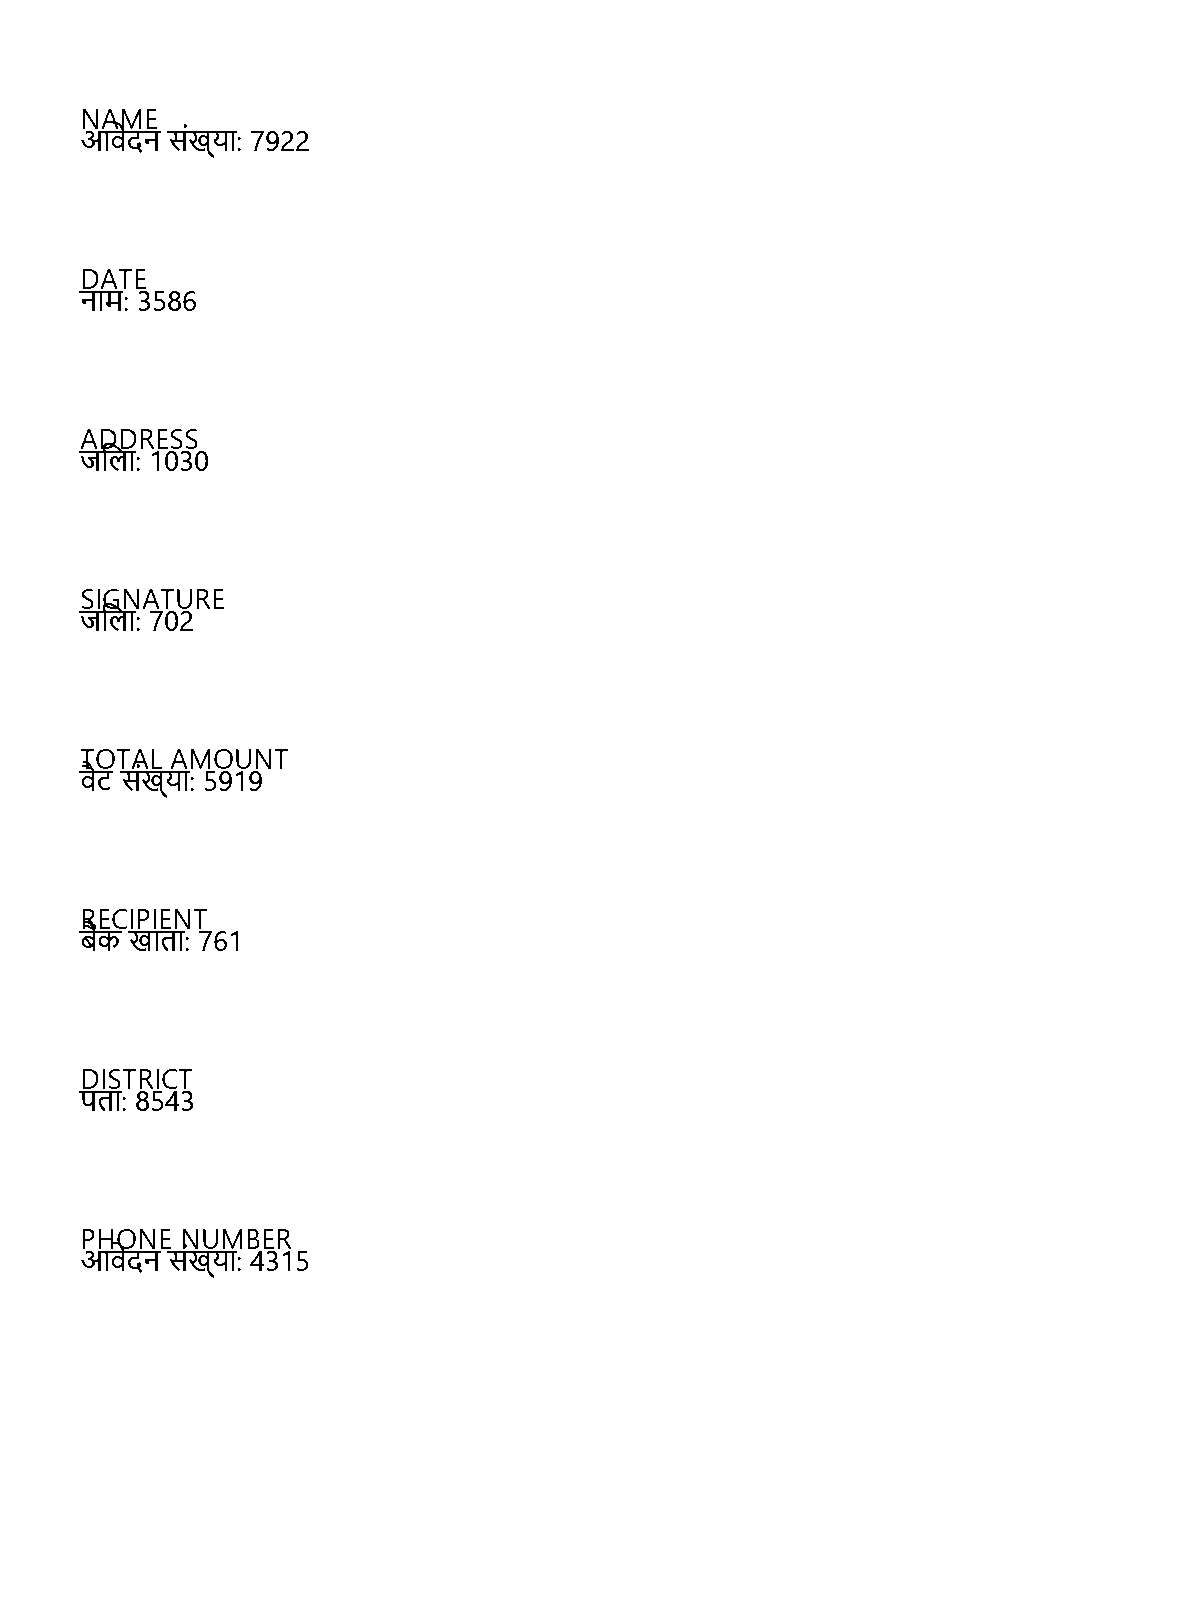 NAME
आवेदन संख्या: 7922
DATE
नाम: 3586
ADDRESS
जिला: 1030
SIGNATURE
जिला: 702
TOTAL AMOUNT
वैट संख्या: 5919
RECIPIENT
बैंक खाता: 761
DISTRICT
पता: 8543
PHONE NUMBER
आवेदन संख्या: 4315